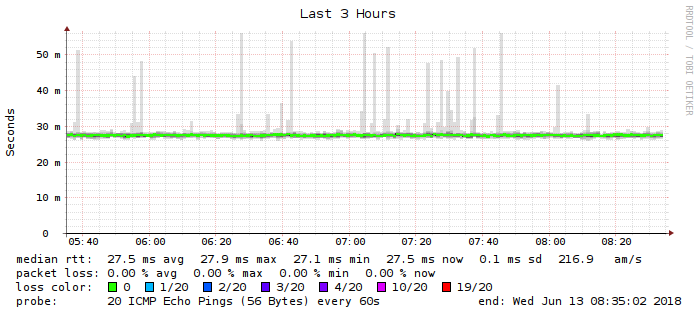 Last 3 Hours
RRDTOOL / TOBI OETIKER
Seconds
50 m
40 m
30 m
20 m
10 m
0
05:40 06:00 06:20 06:40 07:00 07:20 07:40 08:00 08:20
median rtt: 27.5 ms avg 27.9 ms max 27.1 ms min 27.5 ms now 0.1 ms sd 216.9 am/s
packet loss: 0.00 % avg 0.00 % max 0.00 % min 0.00 % now
loss color: 0 1/20 2/20 3/20 4/20 10/20 19/20
probe: 20 ICMP Echo Pings (56 Bytes) every 60s end: Wed Jun 13 08:35:02 2018